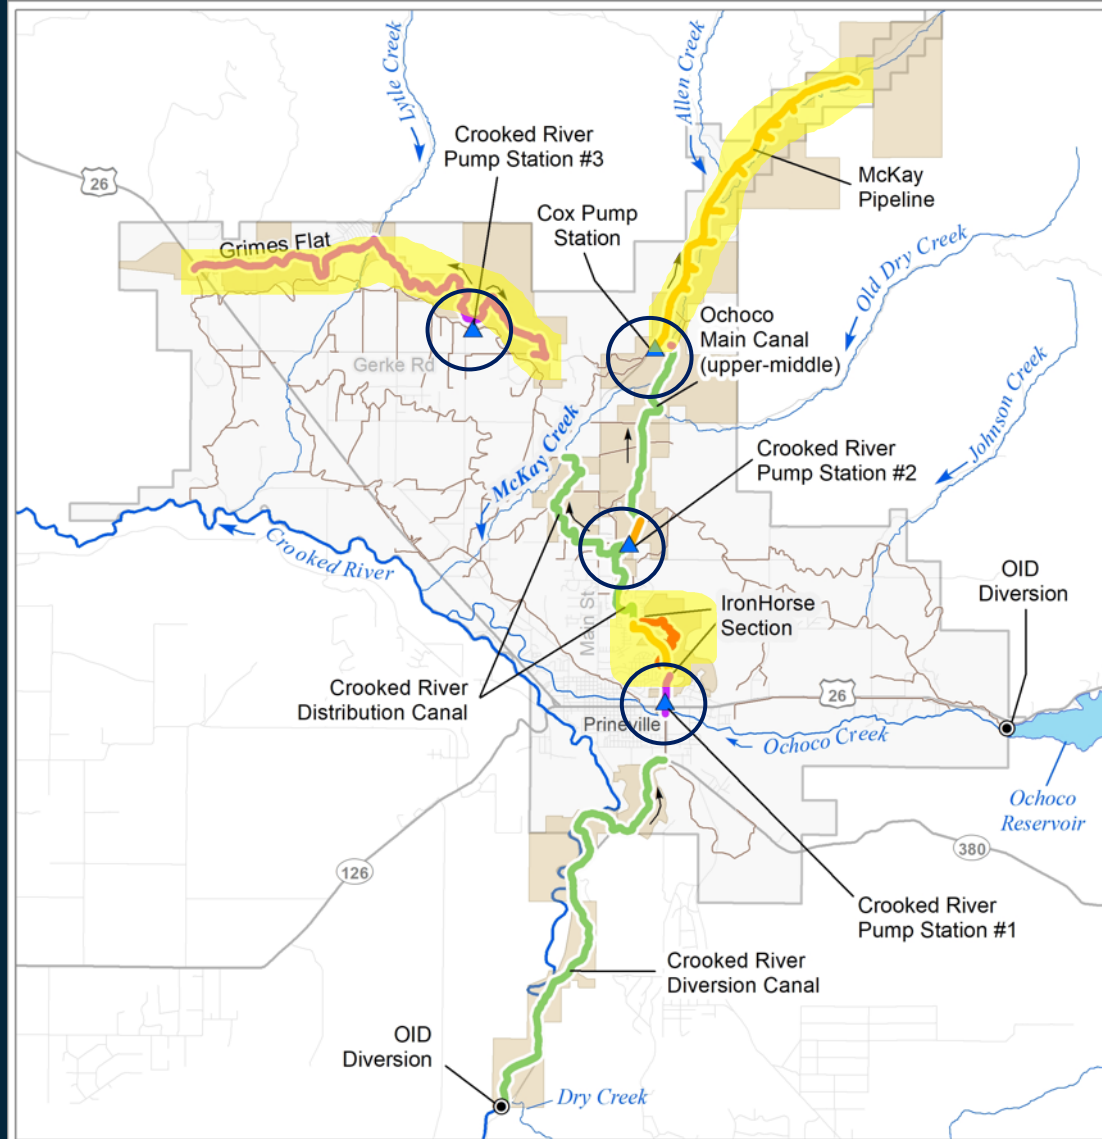 Lytle Creek
Allen Creek
Crooked River
Pump Station #3
26
McKay
Pipeline
Cox Pump
Station
Grimes Flat
Old Dry Creek
Ochoco
Main Canal
(upper-middle)
Gerke Rd
Johnson Creek
McKay Creek
Crooked River
Pump Station #2
Crooked River
OID
Diversion
Main St
IronHorse
Section
Crooked River
Distribution Canal
26
Prineville
Ochoco Creek
Ochoco
Reservoir
380
126
Crooked River
Pump Station #1
Crooked River
Diversion Canal
OID
Diversion
Dry Creek